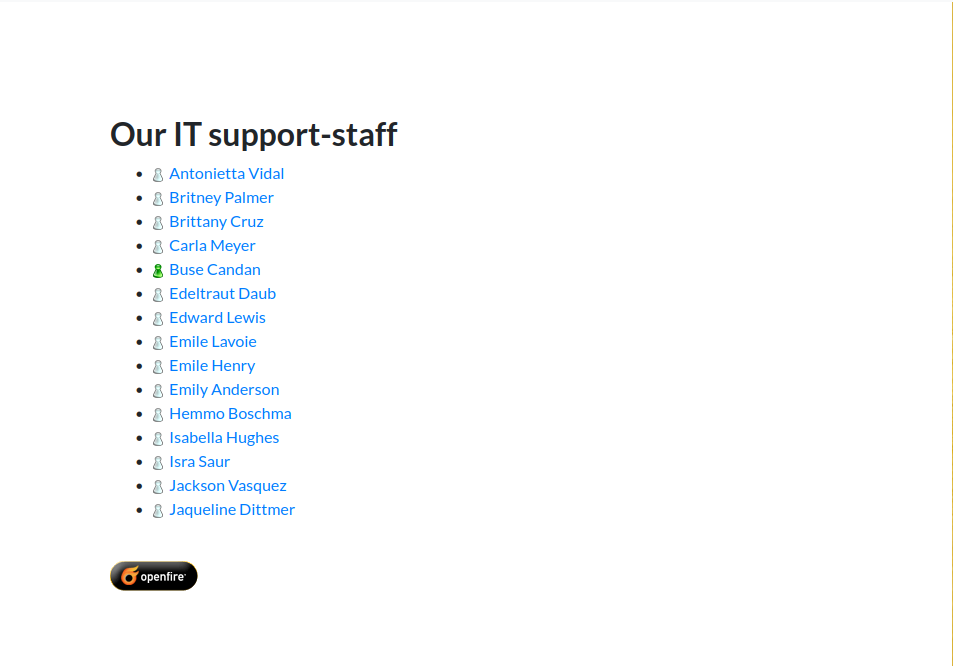 Our IT support-staff
Antonietta Vidal
Britney Palmer
Brittany Cruz
Carla Meyer
Buse Candan
Edeltraut Daub
Edward Lewis
Emile Lavoie
Emile Henry
Emily Anderson
Hemmo Boschma
Isabella Hughes
Isra Saur
Jackson Vasquez
Jaqueline Dittmer
openfire